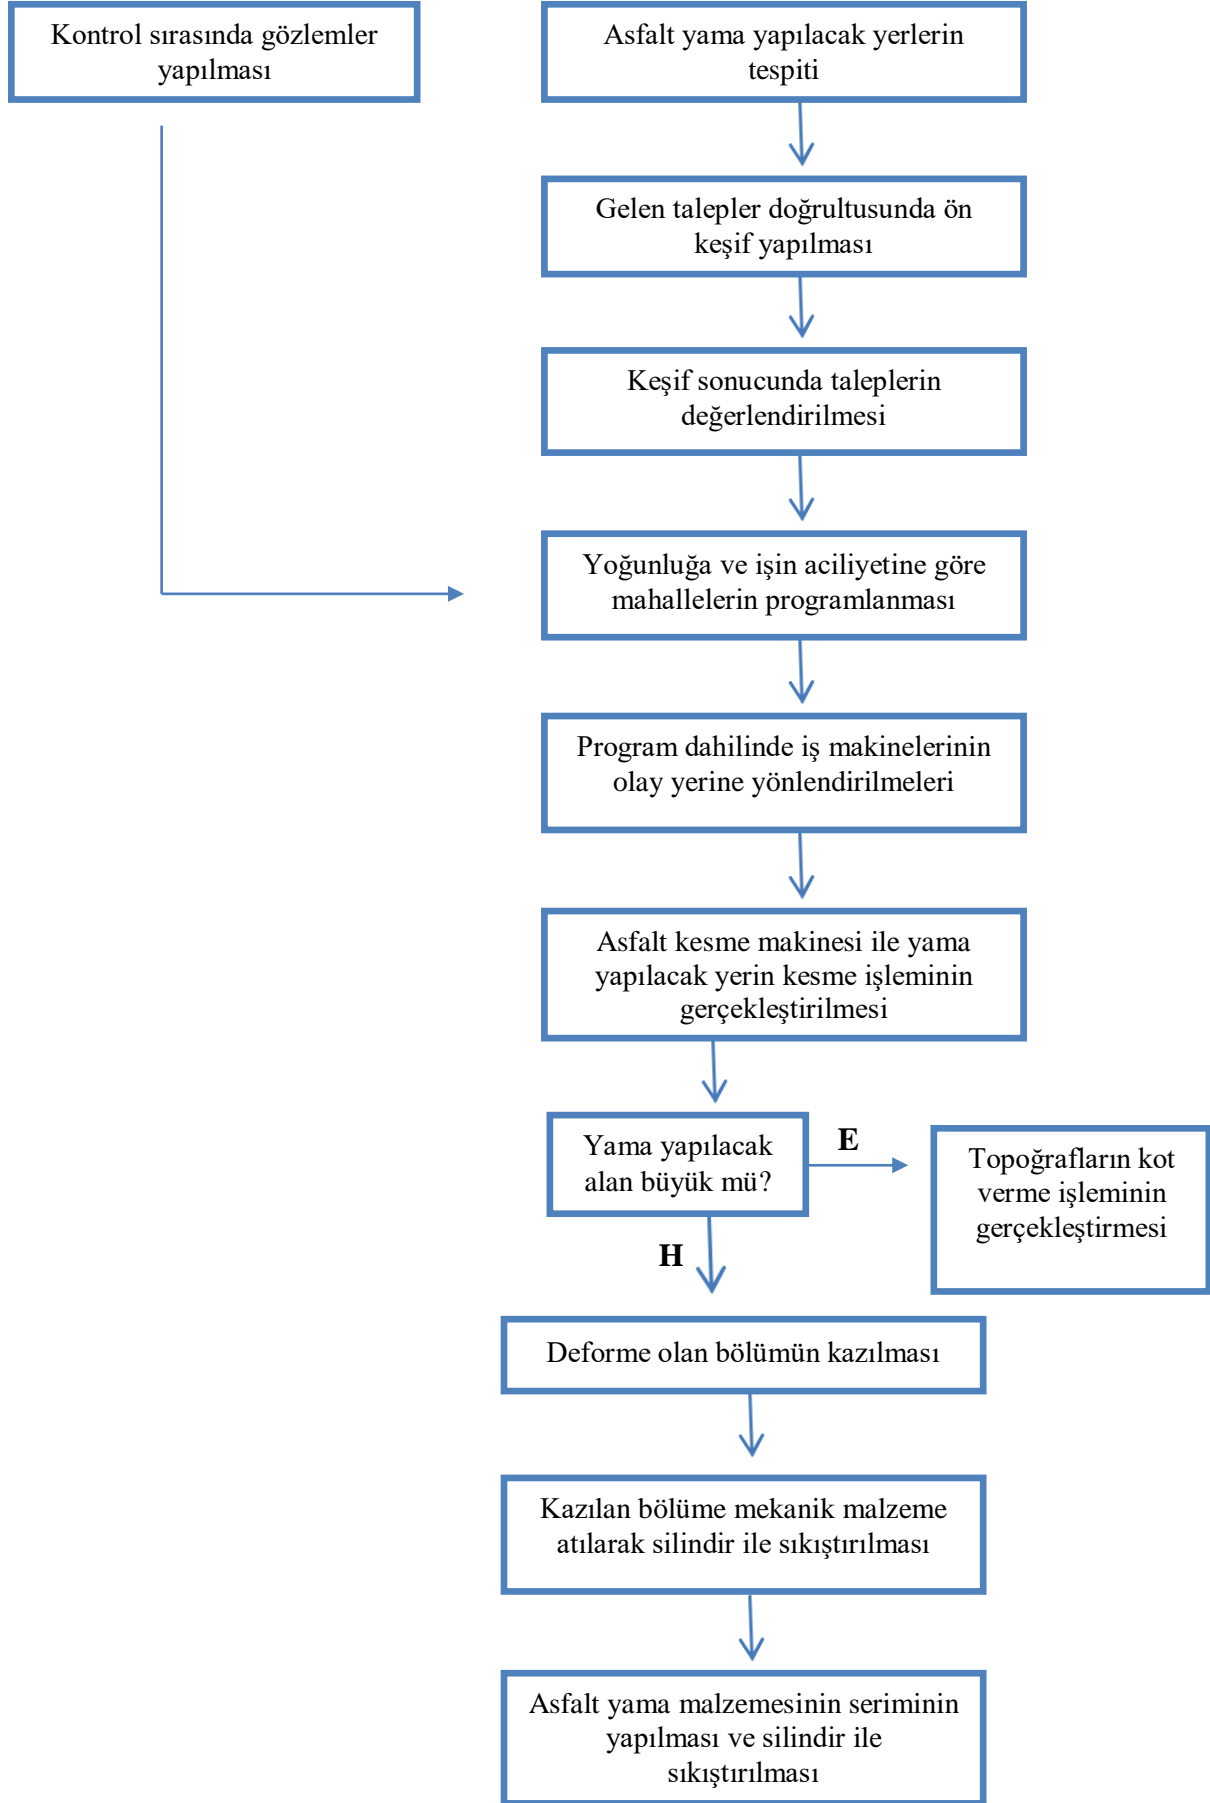 Kontrol sırasında gözlemler
yapılması
Asfalt yama yapılacak yerlerin
tespiti
Gelen talepler doğrultusunda ön
keşif yapılması
Keşif sonucunda taleplerin
değerlendirilmesi
Yoğunluğa ve işin aciliyetine göre
mahallelerin programlanması
Program dahilinde iş makinelerinin
olay yerine yönlendirilmeleri
Asfalt kesme makinesi ile yama
yapılacak yerin kesme işleminin
gerçekleştirilmesi
Yama yapılacak
alan büyük mü?
E
Topoğrafların kot
verme işleminin
gerçekleştirmesi
H
Deforme olan bölümün kazılması
Kazılan bölüme mekanik malzeme
atılarak silindir ile sıkıştırılması
Asfalt yama malzemesinin seriminin
yapılması ve silindir ile
sıkıştırılması